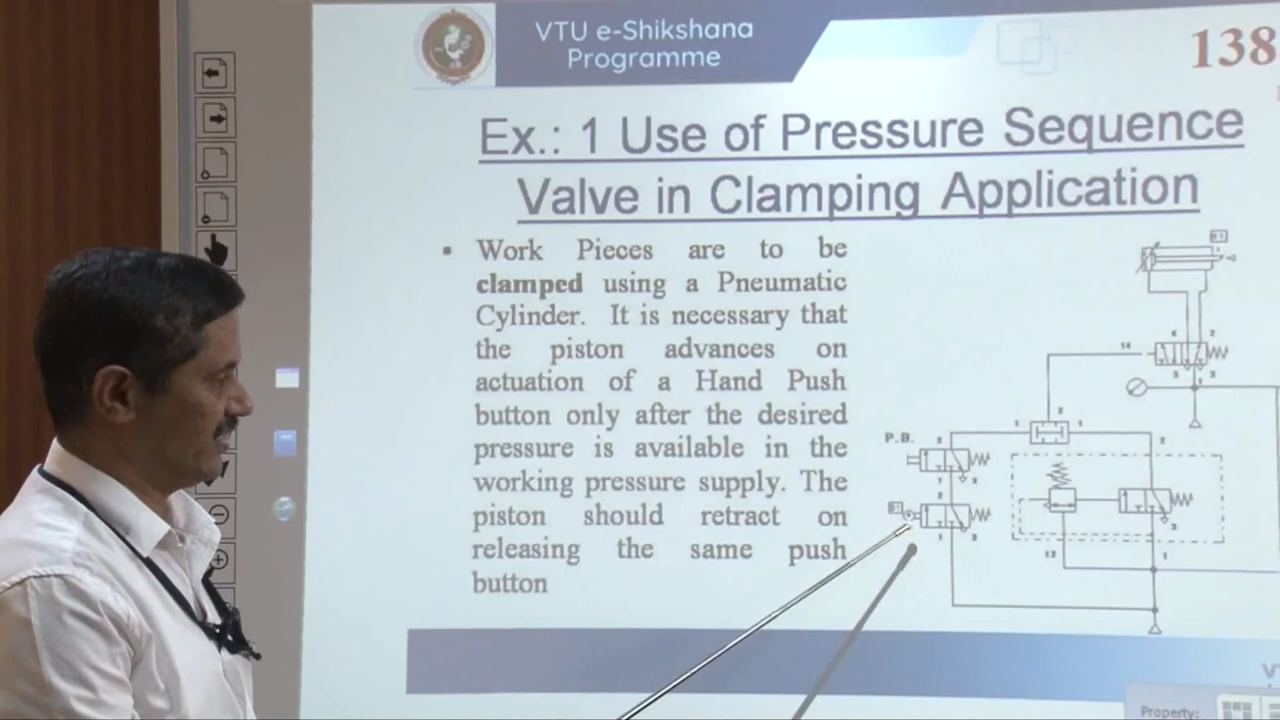 VTU e-Shikshana
Programme
138
Ex.: 1 Use of Pressure Sequence
Valve in Clamping Application
▪ Work Pieces are to be
clamped using a Pneumatic
Cylinder. It is necessary that
the piston advances on
actuation of a Hand Push
button only after the desired
pressure is available in the
working pressure supply. The
piston should retract on
releasing the same push
button
14
P.B.
12
Property: